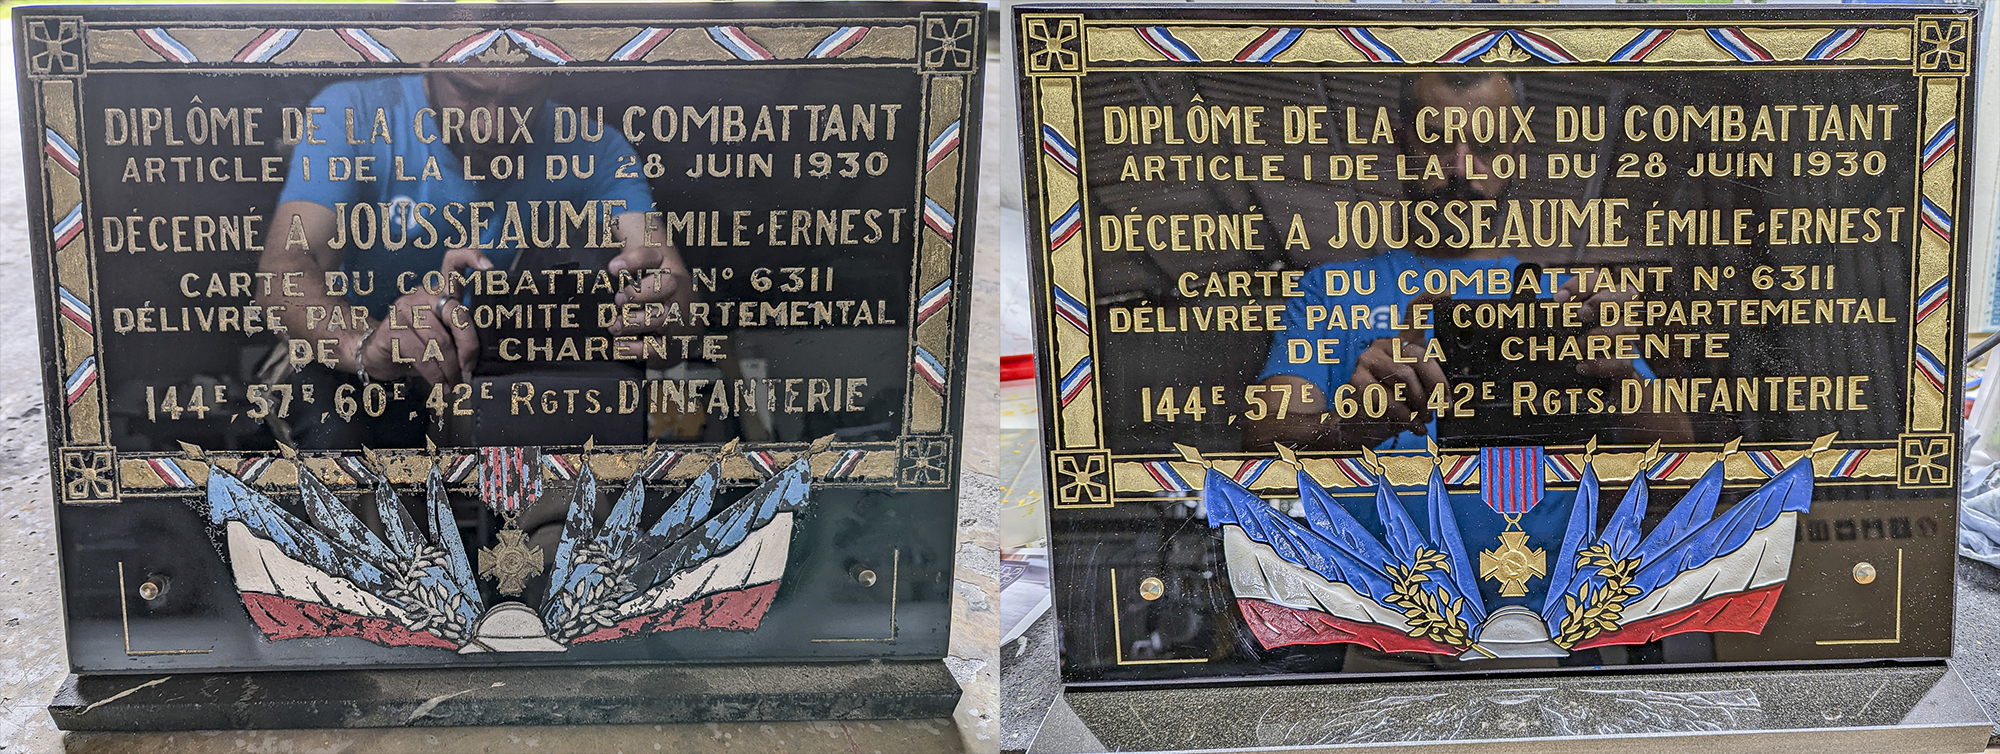 DIPLÔME DE LA CROIX DU COMBATTANT
ARTICLE I DE LA LOI DU 28 JUIN 1930
DÉCERNÉ A JOUSSEAUME ÉMILE-ERNEST
CARTE DU COMBATTANT N° 6311
DÉLIVRÉE PAR LE COMITÉ DÉPARTEMENTAL
DE LA CHARENTE
144E, 57E, 60E, 42E RGTS. D'INFANTERIE
DIPLÔME DE LA CROIX DU COMBATTANT
ARTICLE I DE LA LOI DU 28 JUIN 1930
DÉCERNÉ A JOUSSEAUME ÉMILE-ERNEST
CARTE DU COMBATTANT N° 6311
DÉLIVRÉE PAR LE COMITÉ DÉPARTEMENTAL
DE LA CHARENTE
144E, 57E, 60E, 42E RGTS. D'INFANTERIE